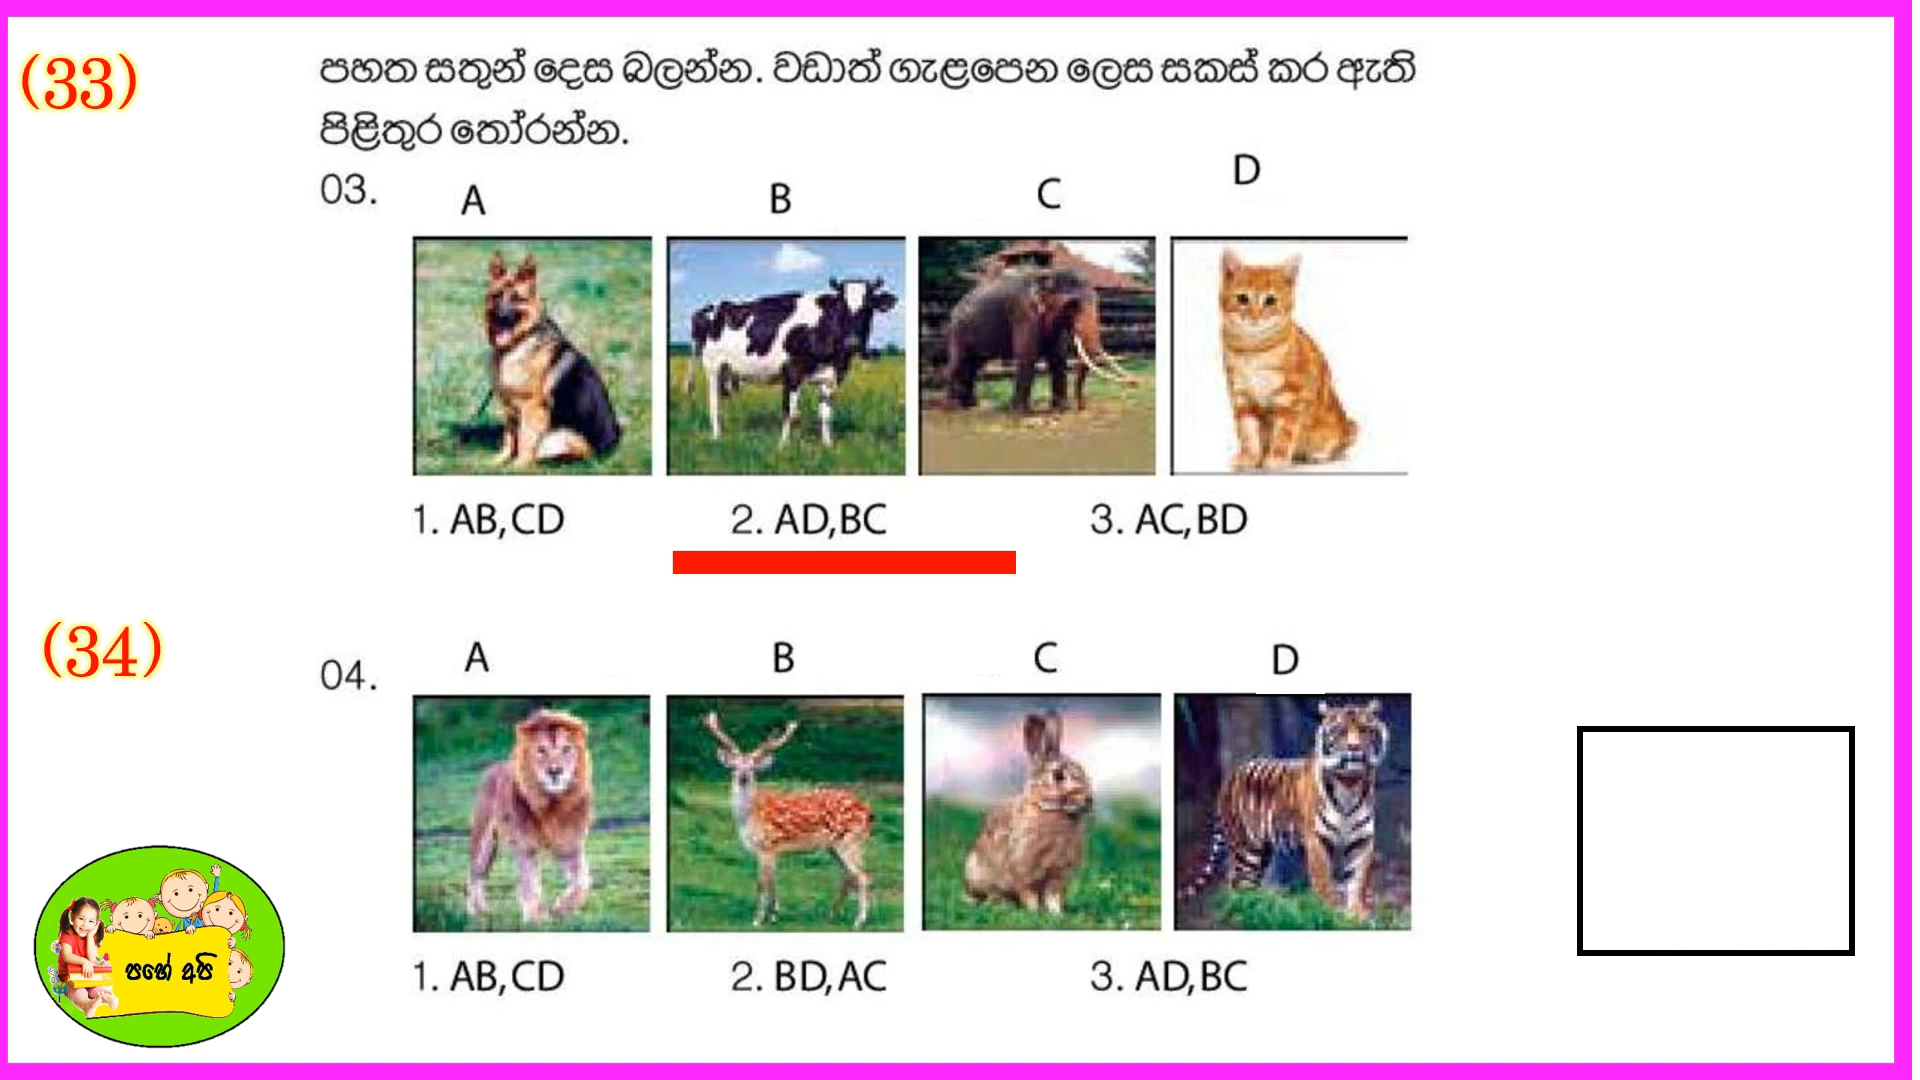 (33)
පහත සතුන් දෙස බලන්න. වඩාත් ගැළපෙන ලෙස සකස් කර ඇති
පිළිතුර තෝරන්න.
03.
A B C D
1. AB,CD 2. AD,BC 3. AC,BD
(34)
04.
A B C D
1. AB,CD 2. BD,AC 3. AD,BC
පහේ අපි